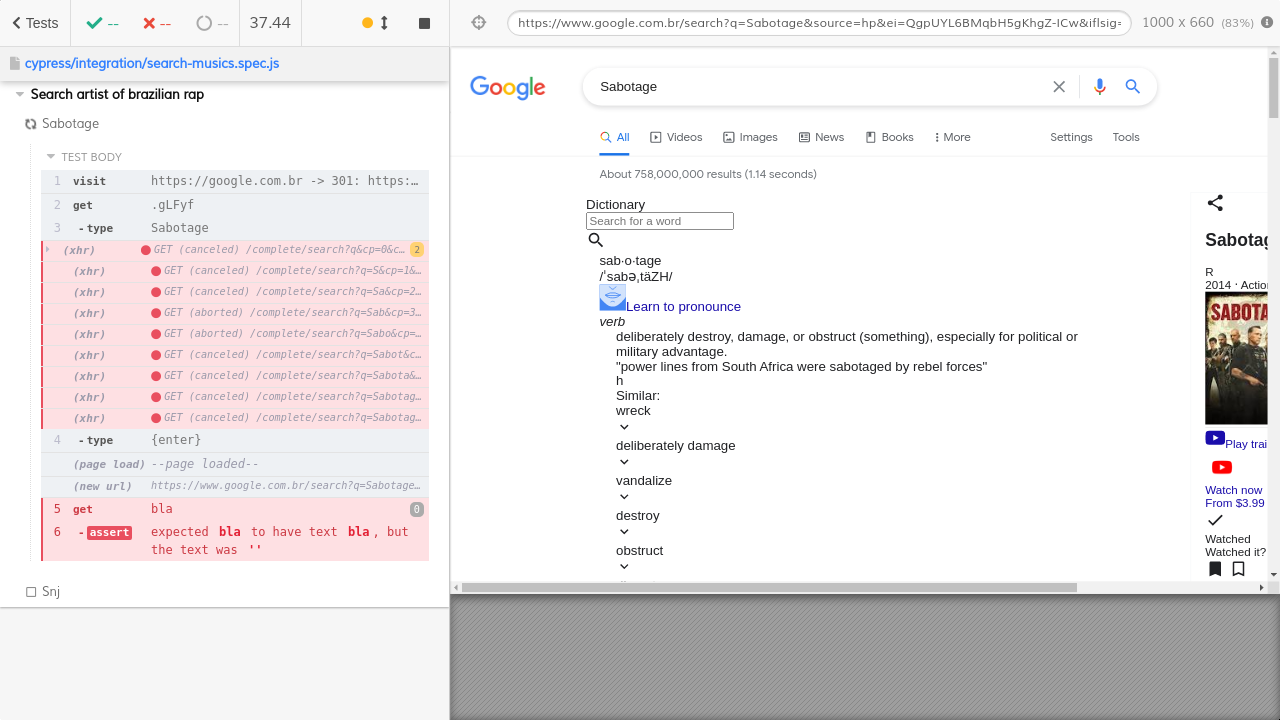 Tests
--
--
--
37.44
https://www.google.com.br/search?q=Sabotage&source=hp&ei=QgpUYL6BMqbH5gKhgZ-ICw&iflsig=
1000 x 660 (83%)
cypress/integration/search-musics.spec.js
Search artist of brazilian rap
Sabotage
TEST BODY
1 visit https://google.com.br -> 301: https:…
2 get .gLFyf
3 -type Sabotage
(xhr) GET (canceled) /complete/search?q&cp=0&c… 2
(xhr) GET (canceled) /complete/search?q=S&cp=1&…
(xhr) GET (canceled) /complete/search?q=Sa&cp=2…
(xhr) GET (aborted) /complete/search?q=Sab&cp=3…
(xhr) GET (aborted) /complete/search?q=Sabo&cp=…
(xhr) GET (canceled) /complete/search?q=Sabot&c…
(xhr) GET (canceled) /complete/search?q=Sabota&…
(xhr) GET (canceled) /complete/search?q=Sabotag…
(xhr) GET (canceled) /complete/search?q=Sabotag…
4 -type {enter}
(page load) --page loaded--
(new url) https://www.google.com.br/search?q=Sabotage…
5 get bla 0
6 -assert expected bla to have text bla, but
the text was ''
Snj
Google
Sabotage
All Videos Images News Books More Settings Tools
About 758,000,000 results (1.14 seconds)
Dictionary
Search for a word
sab·o·tage
/ˈsabəˌtäZH/
Learn to pronounce
verb
deliberately destroy, damage, or obstruct (something), especially for political or
military advantage.
"power lines from South Africa were sabotaged by rebel forces"
h
Similar:
wreck
deliberately damage
vandalize
destroy
obstruct
Sabotag
R
2014 ‧ Action
SABOTA
Play trai
Watch now
From $3.99
Watched
Watched it?